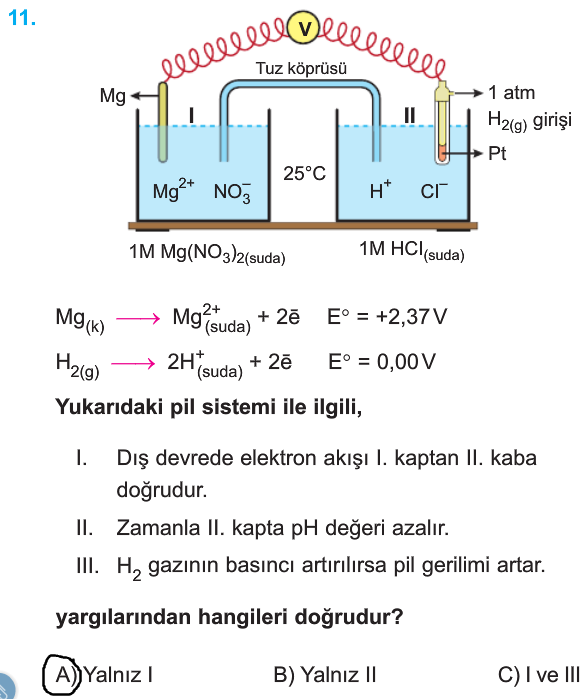 11.
V
Tuz köprüsü
Mg
I
II
1 atm
H₂(g) girişi
Pt
25°C
Mg²⁺ NO₃⁻
H⁺ Cl⁻
1M Mg(NO₃)₂(suda)
1M HCl(suda)
Mg(k) ⟶ Mg²⁺(suda) + 2ē E° = +2,37 V
H₂(g) ⟶ 2H⁺(suda) + 2ē E° = 0,00 V
Yukarıdaki pil sistemi ile ilgili,
I. Dış devrede elektron akışı I. kaptan II. kaba
doğrudur.
II. Zamanla II. kapta pH değeri azalır.
III. H₂ gazının basıncı artırılırsa pil gerilimi artar.
yargılarından hangileri doğrudur?
A) Yalnız I B) Yalnız II C) I ve III